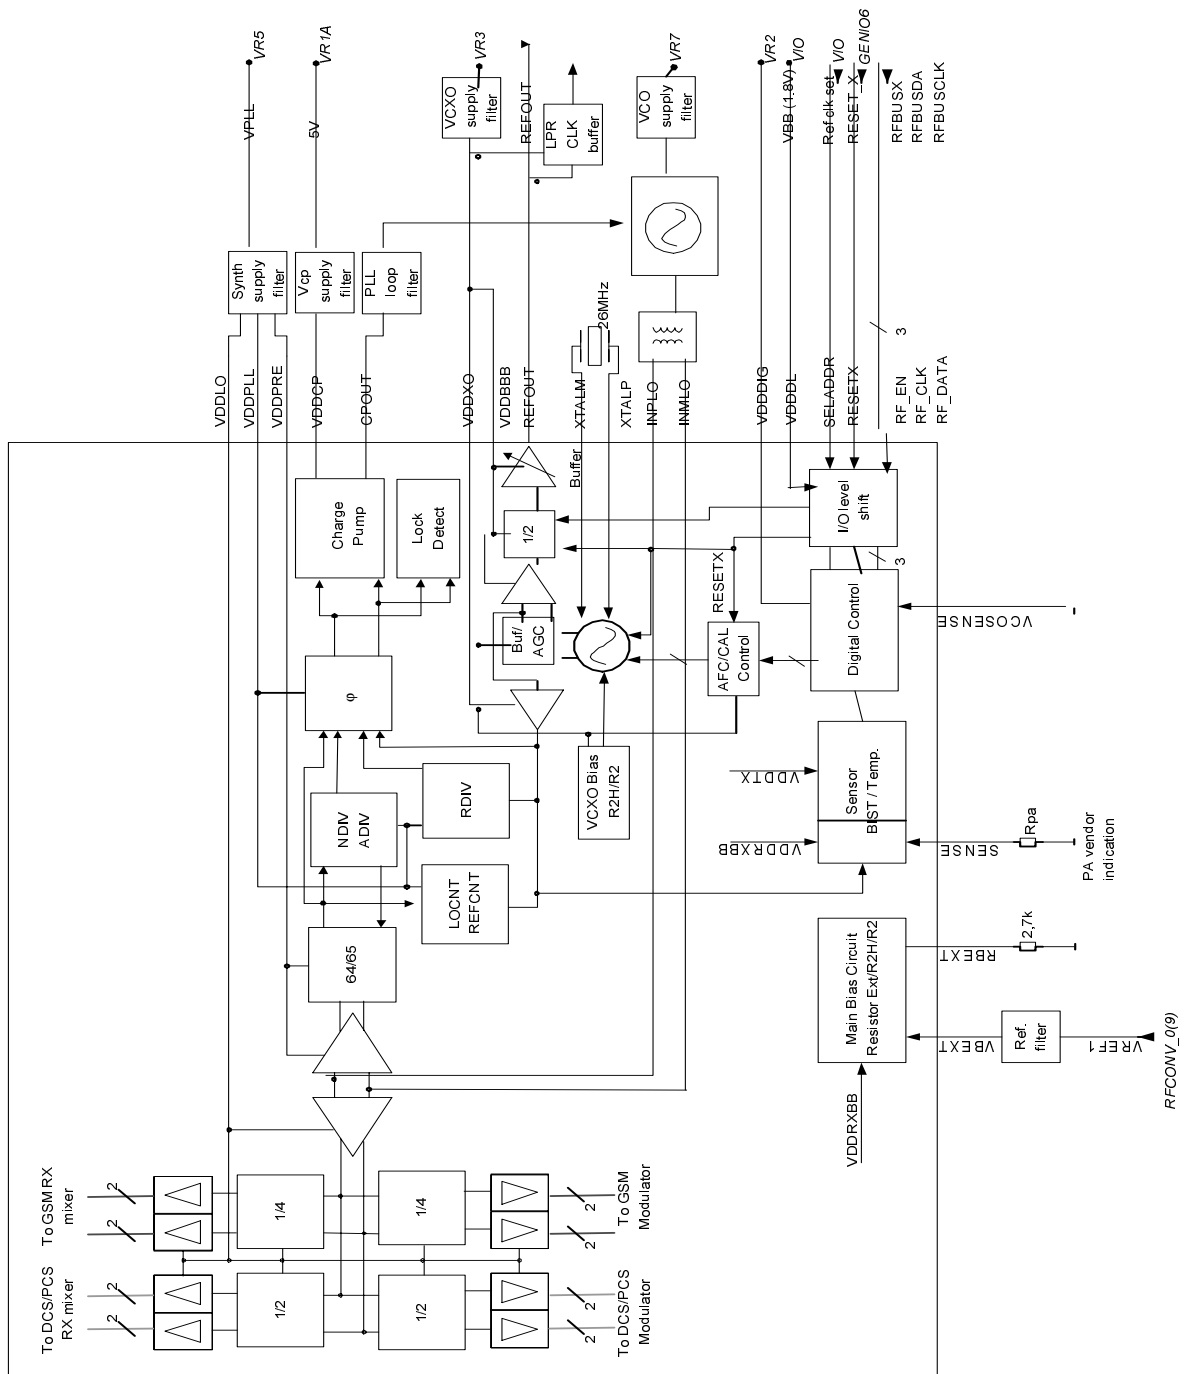 VR5
VR1A
VR3
REFOUT
VR7
VR2
VIO
VIO
GENIO6
VPLL
5V
VCXO
supply
filter
LPR
CLK
buffer
VCO
supply
filter
VBB (1.8V)
Ref clk set
RESET_X
RFBUSX
RFBUSDA
RFBUSCLK
Synth
supply
filter
Vcp
supply
filter
PLL
loop
filter
26MHz
3
VDDLO
VDDPLL
VDDPRE
VDDCP
CPOUT
VDDXO
VDDBBB
REFOUT
XTALM
XTALP
INPLO
INMLO
VDDDIG
VDDDL
SELADDR
RESETX
RF_EN
RF_CLK
RF_DATA
Charge
Pump
Lock
Detect
Buffer
1/2
I/O level
shift
3
RESETX
φ
Buf/
AGC
AFC/CAL
Control
Digital Control
VCOSENSE
NDIV
ADIV
RDIV
VCXO Bias
R2H/R2
VDDTX
Sensor
BIST / Temp.
VDDRXBB
SENSE
Rpa
PA vendor
indication
LOCNT
REFCNT
64/65
Main Bias Circuit
Resistor Ext/R2H/R2
RBEXT
2,7k
VBEXT
Ref.
filter
VREF1
RFCONV_0(9)
VDDRXBB
To GSM RX
mixer
2
2
1/4
1/4
2
2
To GSM
Modulator
To DCS/PCS
RX mixer
2
2
1/2
1/2
2
2
To DCS/PCS
Modulator